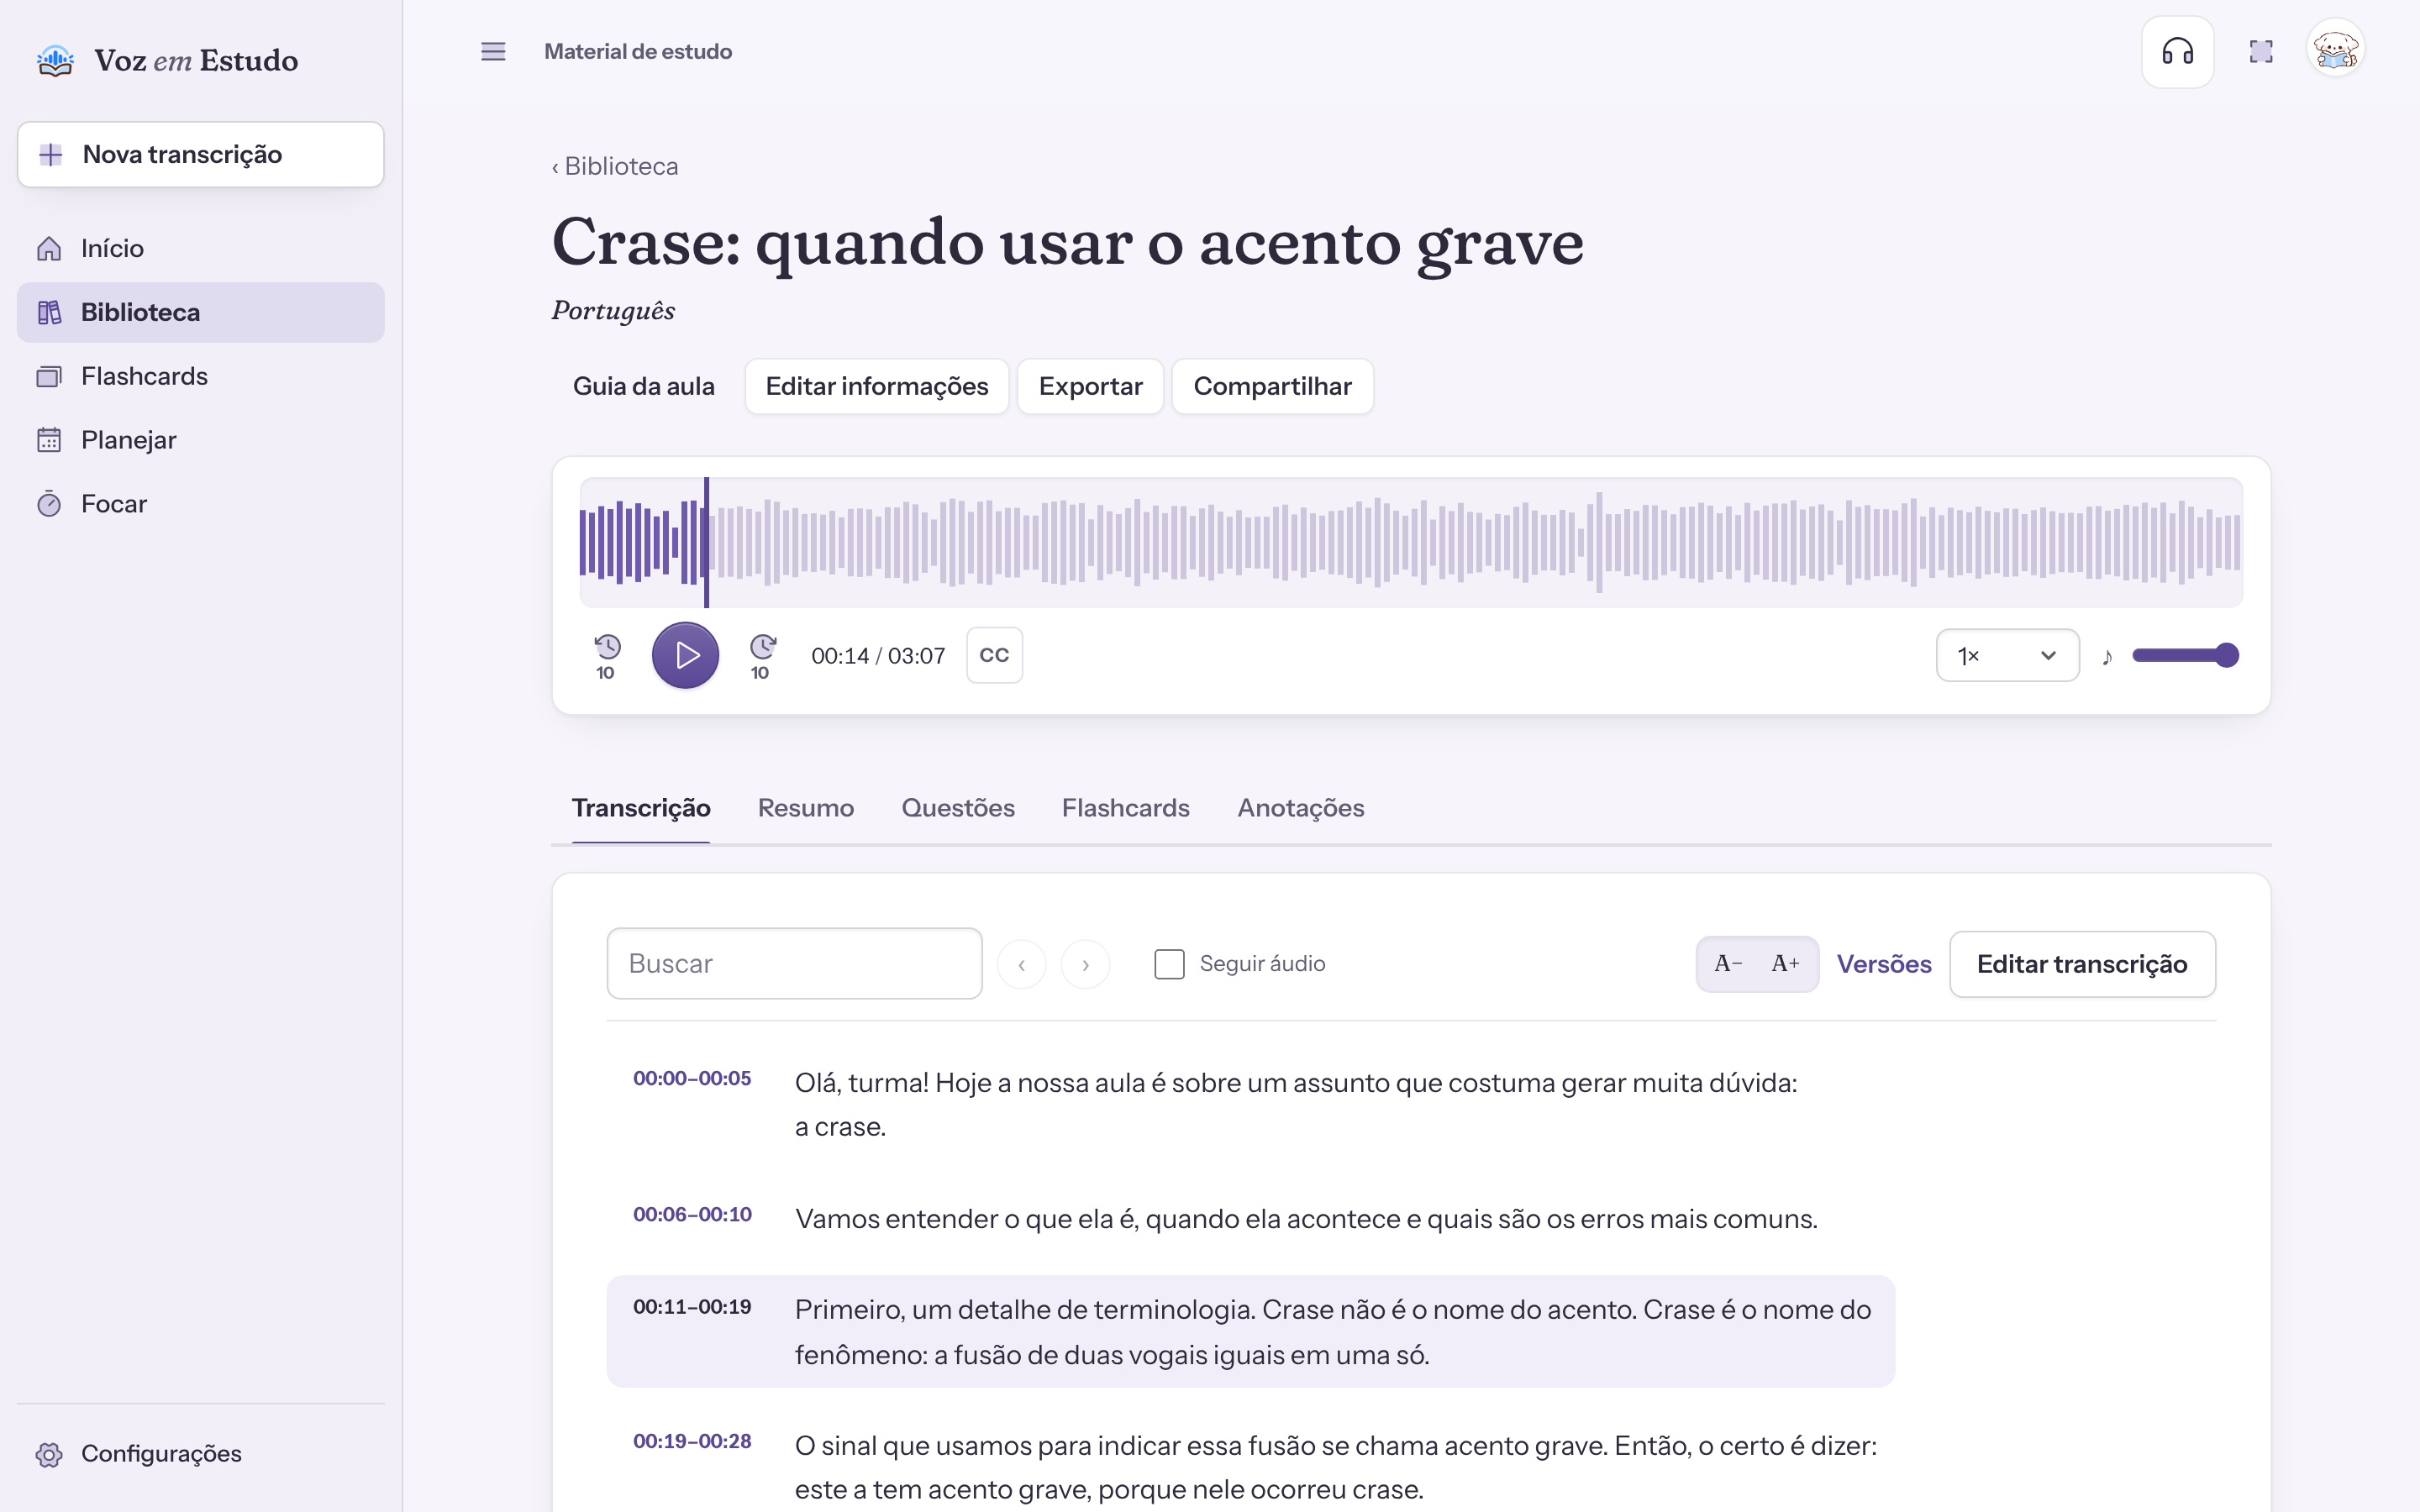 Voz em Estudo
Nova transcrição
Início
Biblioteca
Flashcards
Planejar
Focar
Configurações
Material de estudo
‹ Biblioteca
Crase: quando usar o acento grave
Português
Guia da aula
Editar informações
Exportar
Compartilhar
10
10
00:14 / 03:07
CC
1×
Transcrição
Resumo
Questões
Flashcards
Anotações
Buscar
‹
›
Seguir áudio
A−
A+
Versões
Editar transcrição
00:00–00:05
Olá, turma! Hoje a nossa aula é sobre um assunto que costuma gerar muita dúvida:
a crase.
00:06–00:10
Vamos entender o que ela é, quando ela acontece e quais são os erros mais comuns.
00:11–00:19
Primeiro, um detalhe de terminologia. Crase não é o nome do acento. Crase é o nome do
fenômeno: a fusão de duas vogais iguais em uma só.
00:19–00:28
O sinal que usamos para indicar essa fusão se chama acento grave. Então, o certo é dizer:
este a tem acento grave, porque nele ocorreu crase.